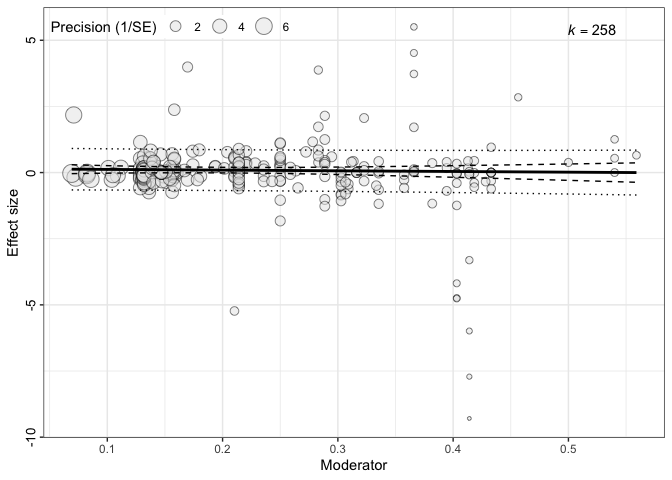 Precision (1/SE) 2 4 6
k = 258
5
0
-5
-10
Effect size
0.1 0.2 0.3 0.4 0.5
Moderator